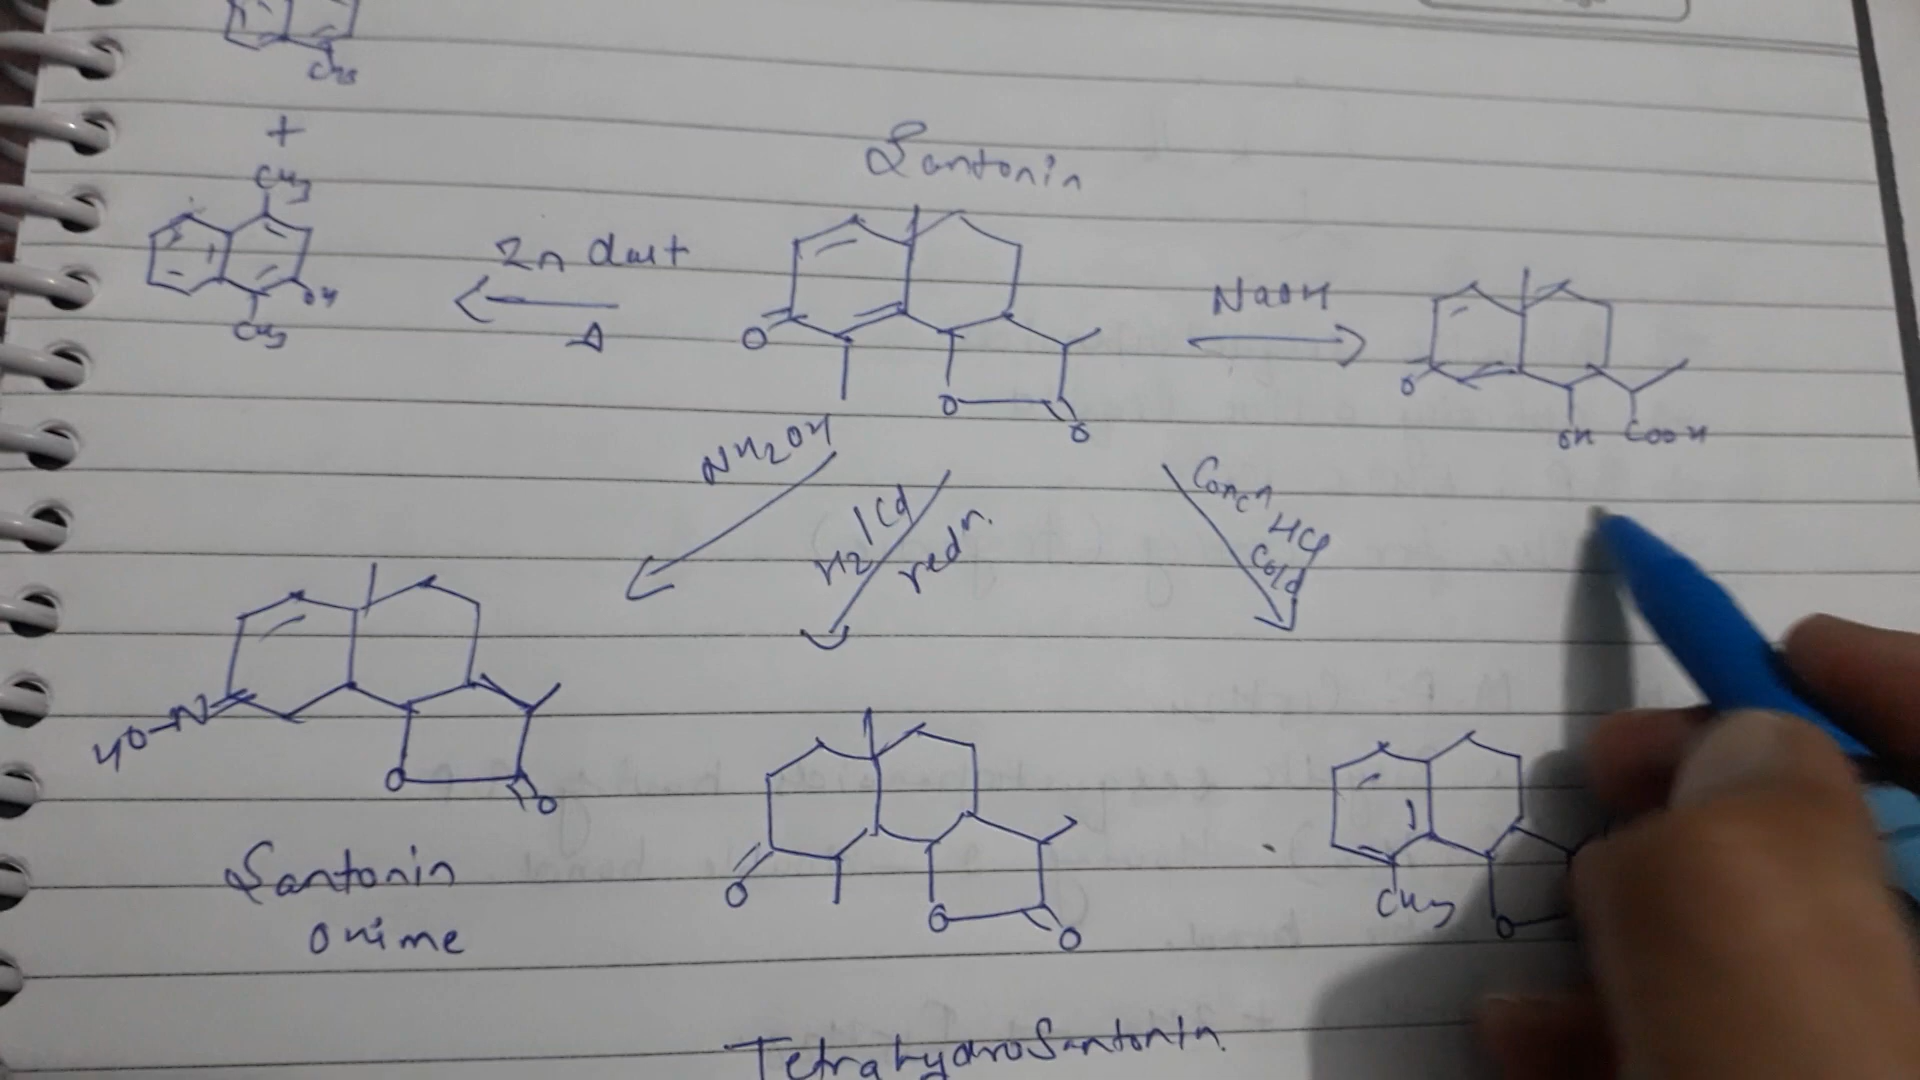 CH3
+
CH3
Santonin
Zn dust
Δ
OH
CH3
NaOH
O
O
O
O
OH COOH
NH2OH
H2/Cd
redn.
Concn
HCl
Cold
HO-N
O
O
Santonin
oxime
O
O
O
CH3
O
TetrahydroSantonin.